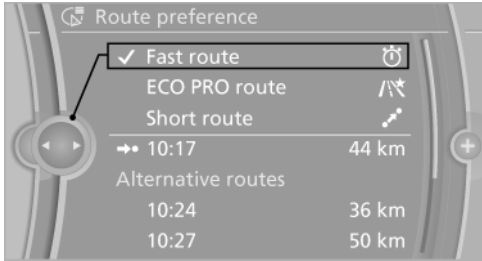 Route preference
Fast route
ECO PRO route
Short route
10:17 44 km
Alternative routes
10:24 36 km
10:27 50 km